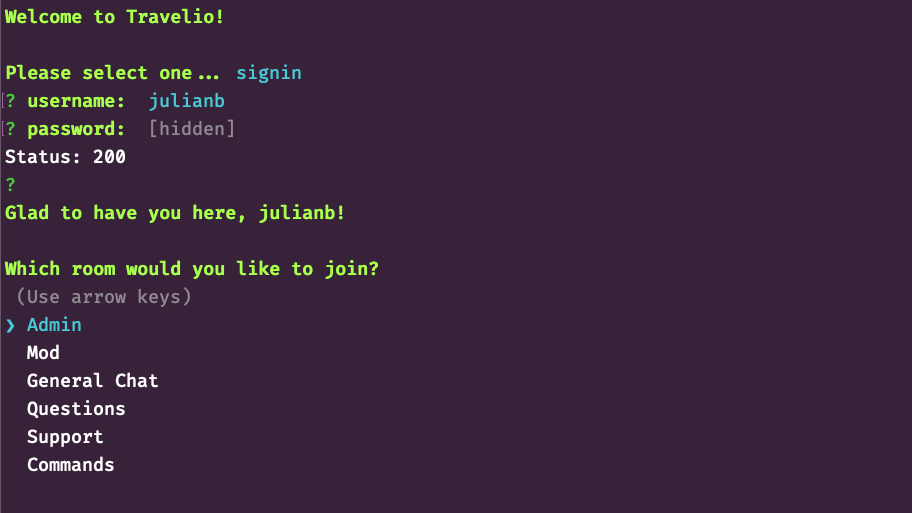 Welcome to Travelio!
Please select one... signin
? username: julianb
? password: [hidden]
Status: 200
?
Glad to have you here, julianb!
Which room would you like to join?
(Use arrow keys)
❯ Admin
Mod
General Chat
Questions
Support
Commands